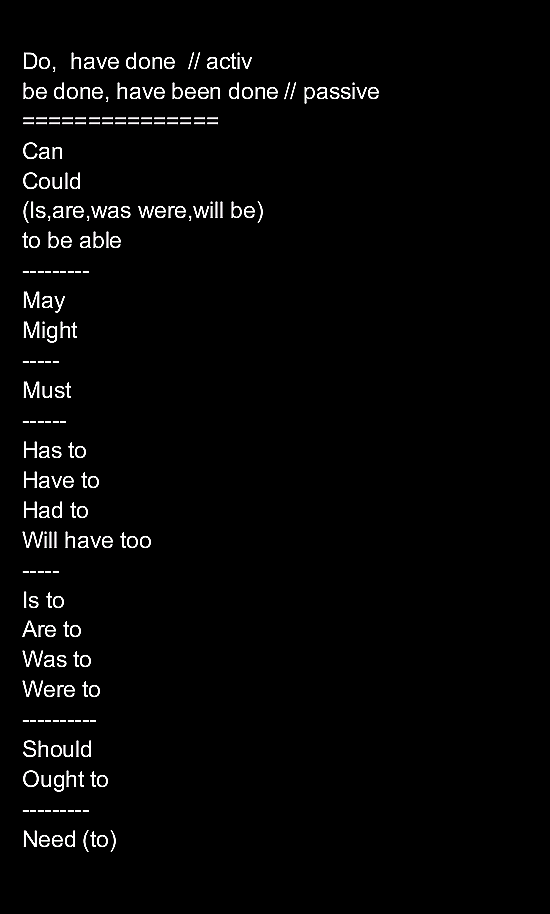 Do,  have done  // activ
be done, have been done // passive
===============
Can
Could
(Is,are,was were,will be)
to be able
---------
May
Might
-----
Must
------
Has to
Have to
Had to
Will have too
-----
Is to
Are to
Was to
Were to
----------
Should
Ought to
---------
Need (to)